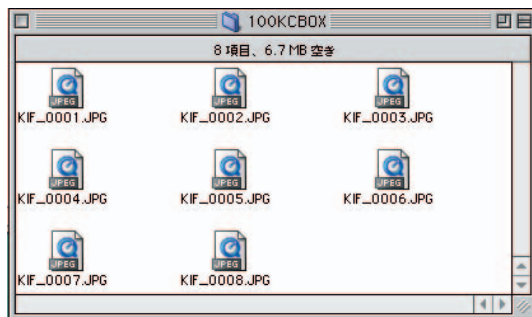 100KCBOX
8 項目、6.7 MB 空き
KIF_0001.JPG KIF_0002.JPG KIF_0003.JPG
KIF_0004.JPG KIF_0005.JPG KIF_0006.JPG
KIF_0007.JPG KIF_0008.JPG
JPEG JPEG JPEG
JPEG JPEG JPEG
JPEG JPEG